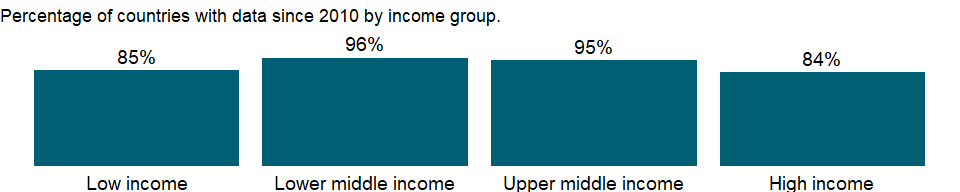 Percentage of countries with data since 2010 by income group.
85% 96% 95% 84%
Low income Lower middle income Upper middle income High income